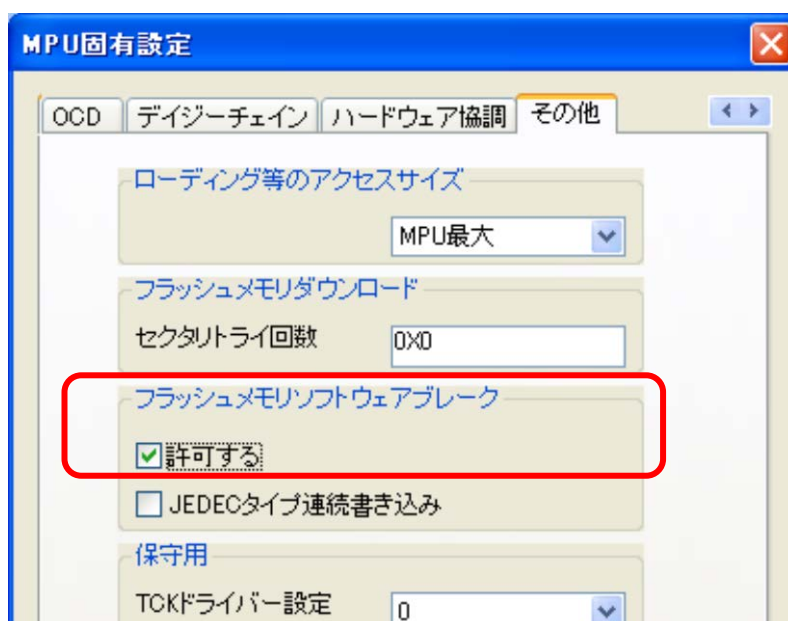 MPU固有設定
OCD デイジーチェイン ハードウェア協調 その他
ローディング等のアクセスサイズ
MPU最大
フラッシュメモリダウンロード
セクタリトライ回数 0X0
フラッシュメモリソフトウェアブレーク
許可する
JEDECタイプ連続書き込み
保守用
TCKドライバー設定 0